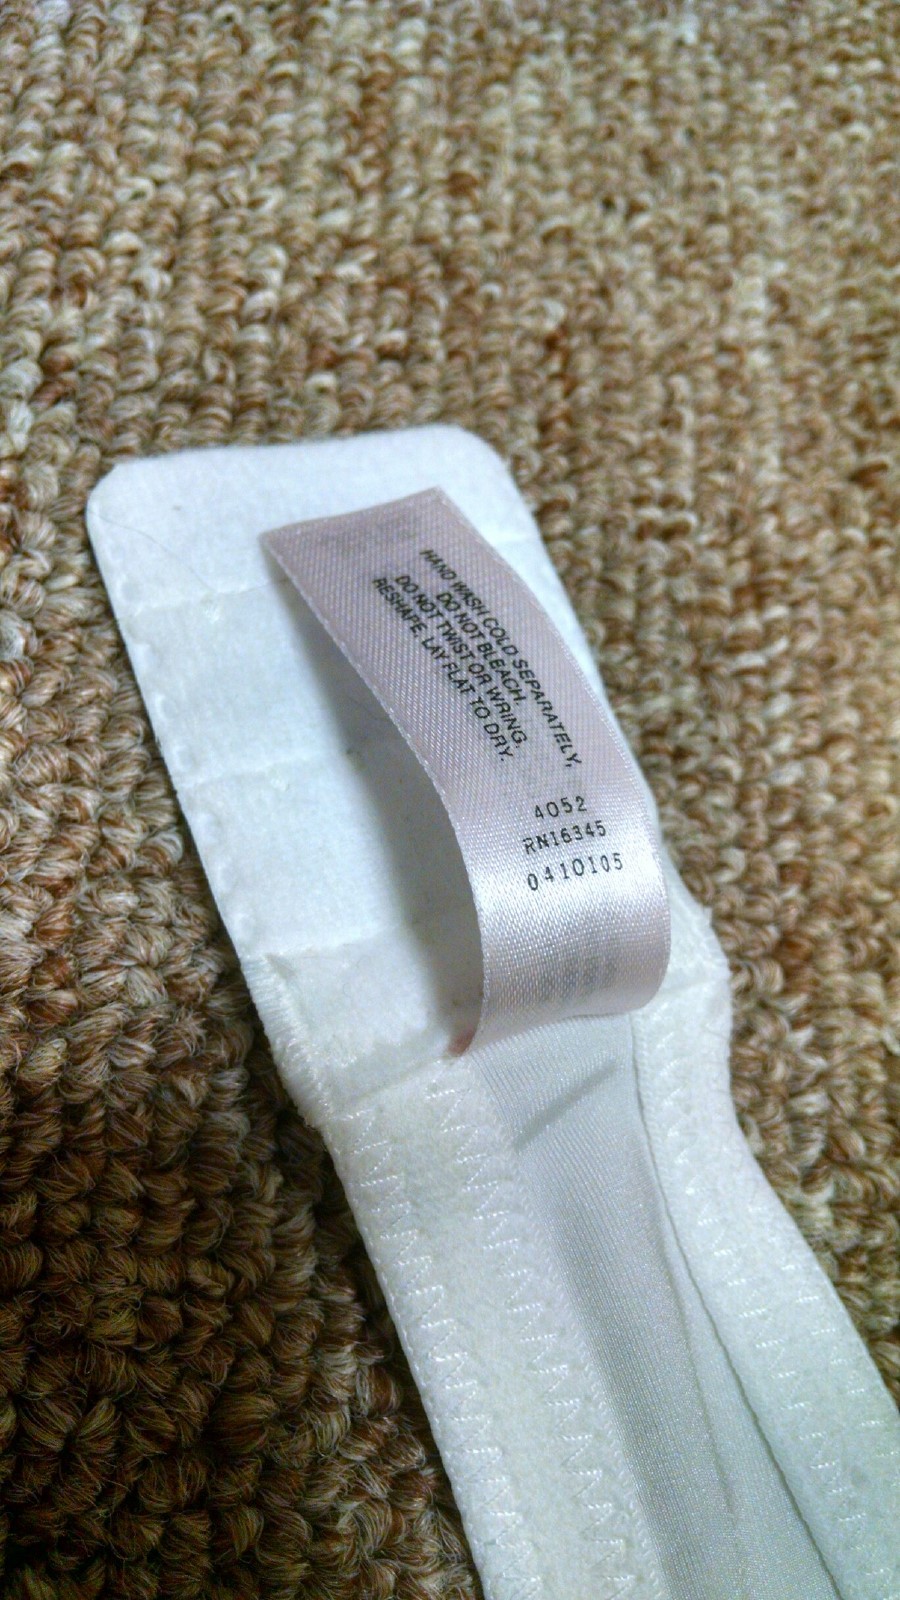 HAND WASH COLD SEPARATELY,
DO NOT BLEACH.
DO NOT TWIST OR WRING.
RESHAPE. LAY FLAT TO DRY.
4052
RN16345
0410105